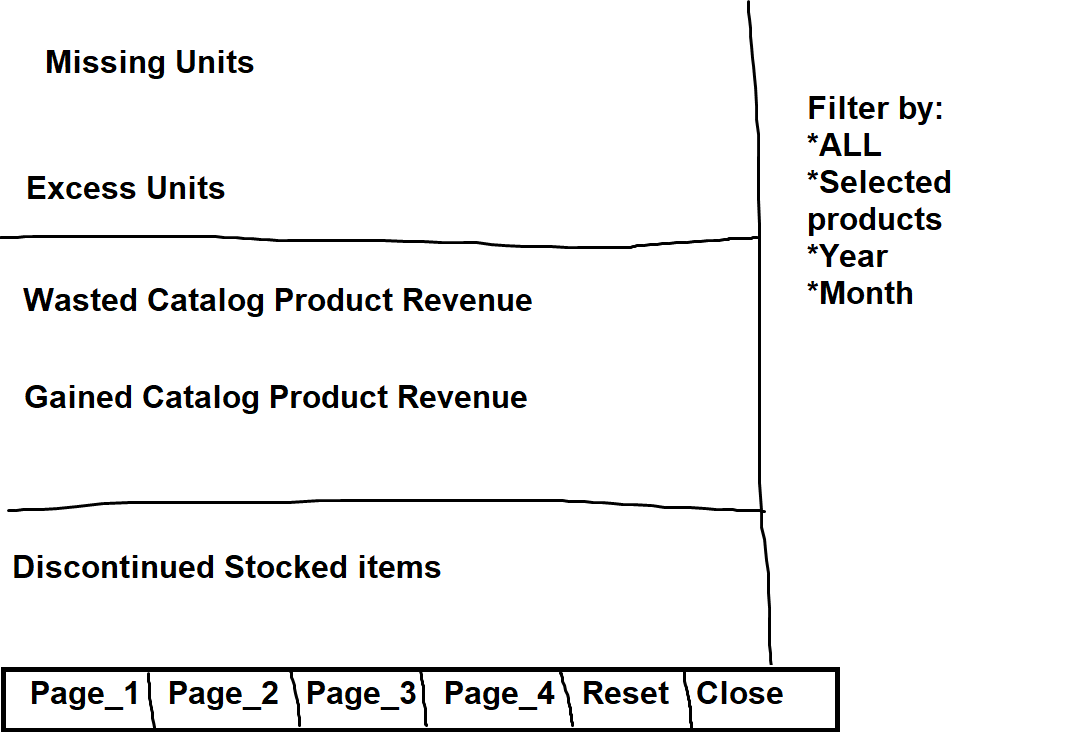 Missing Units
Excess Units
Wasted Catalog Product Revenue
Gained Catalog Product Revenue
Discontinued Stocked items
Filter by:
*ALL
*Selected
products
*Year
*Month
Page_1 Page_2 Page_3 Page_4 Reset Close